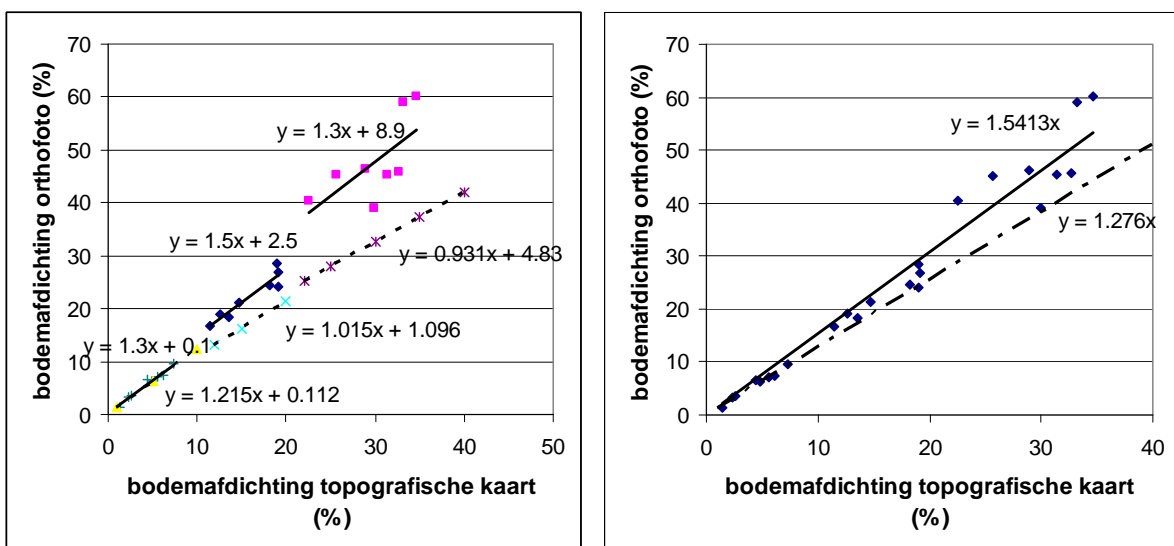 70
60
50
40
30
20
10
0
bodemafdichting orthofoto (%)
y = 1.3x + 8.9
y = 1.5x + 2.5
y = 0.931x + 4.83
y = 1.015x + 1.096
y = 1.3x + 0.1
y = 1.215x + 0.112
0 10 20 30 40 50
bodemafdichting topografische kaart
(%)
70
60
50
40
30
20
10
0
bodemafdichting orthofoto (%)
y = 1.5413x
y = 1.276x
0 10 20 30 40
bodemafdichting topografische kaart
(%)